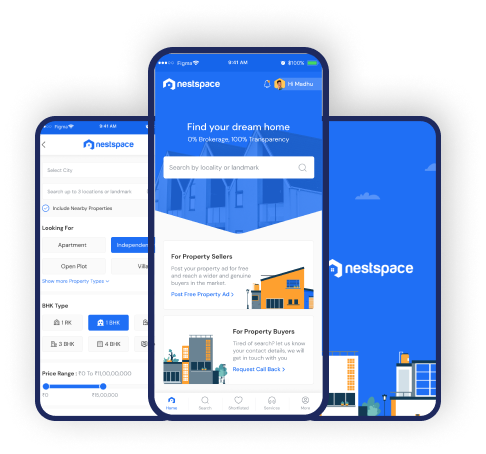 Figma
9:41 AM
nestspace
Select City
Search up to 3 locations or landmark
Include Nearby Properties
Looking For
Apartment
Independen
Open Plot
Villa
Show more Property Types
BHK Type
1 RK
1 BHK
3 BHK
4 BHK
Price Range : ₹0 To ₹15,00,000
₹0
₹15,00,000
Figma
9:41 AM
100%
nestspace
Hi Madhu
Find your dream home
0% Brokerage, 100% Transparency
Search by locality or landmark
For Property Sellers
Post your property ad for free
and reach a wider and genuine
buyers in the market
Post Free Property Ad
For Property Buyers
Tired of search? let us know
your contact details, we will
get in touch with you
Request Call Back
Home
Search
Shortlisted
Services
More
nestspace